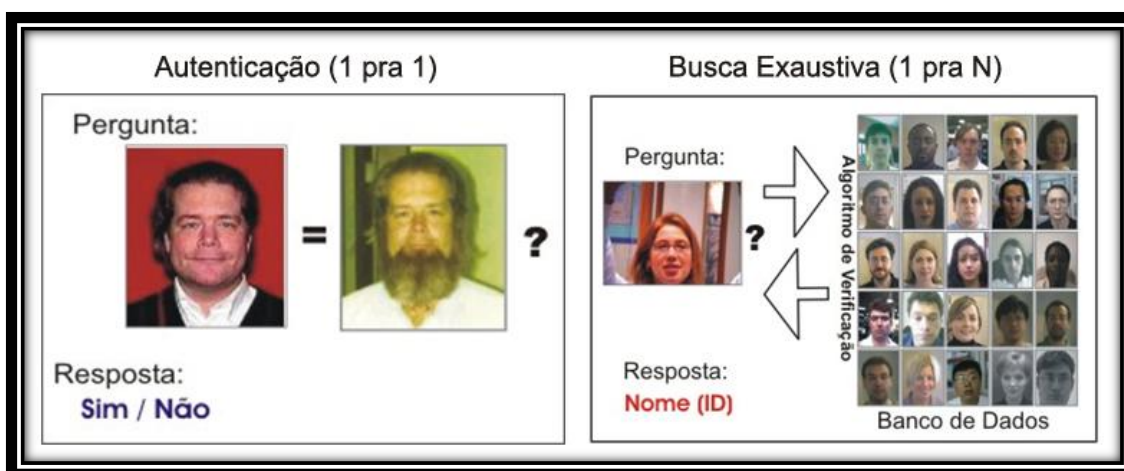 Autenticação (1 pra 1)
Pergunta:
=
?
Resposta:
Sim / Não
Busca Exaustiva (1 pra N)
Pergunta:
?
Algoritmo de Verificação
Resposta:
Nome (ID)
Banco de Dados